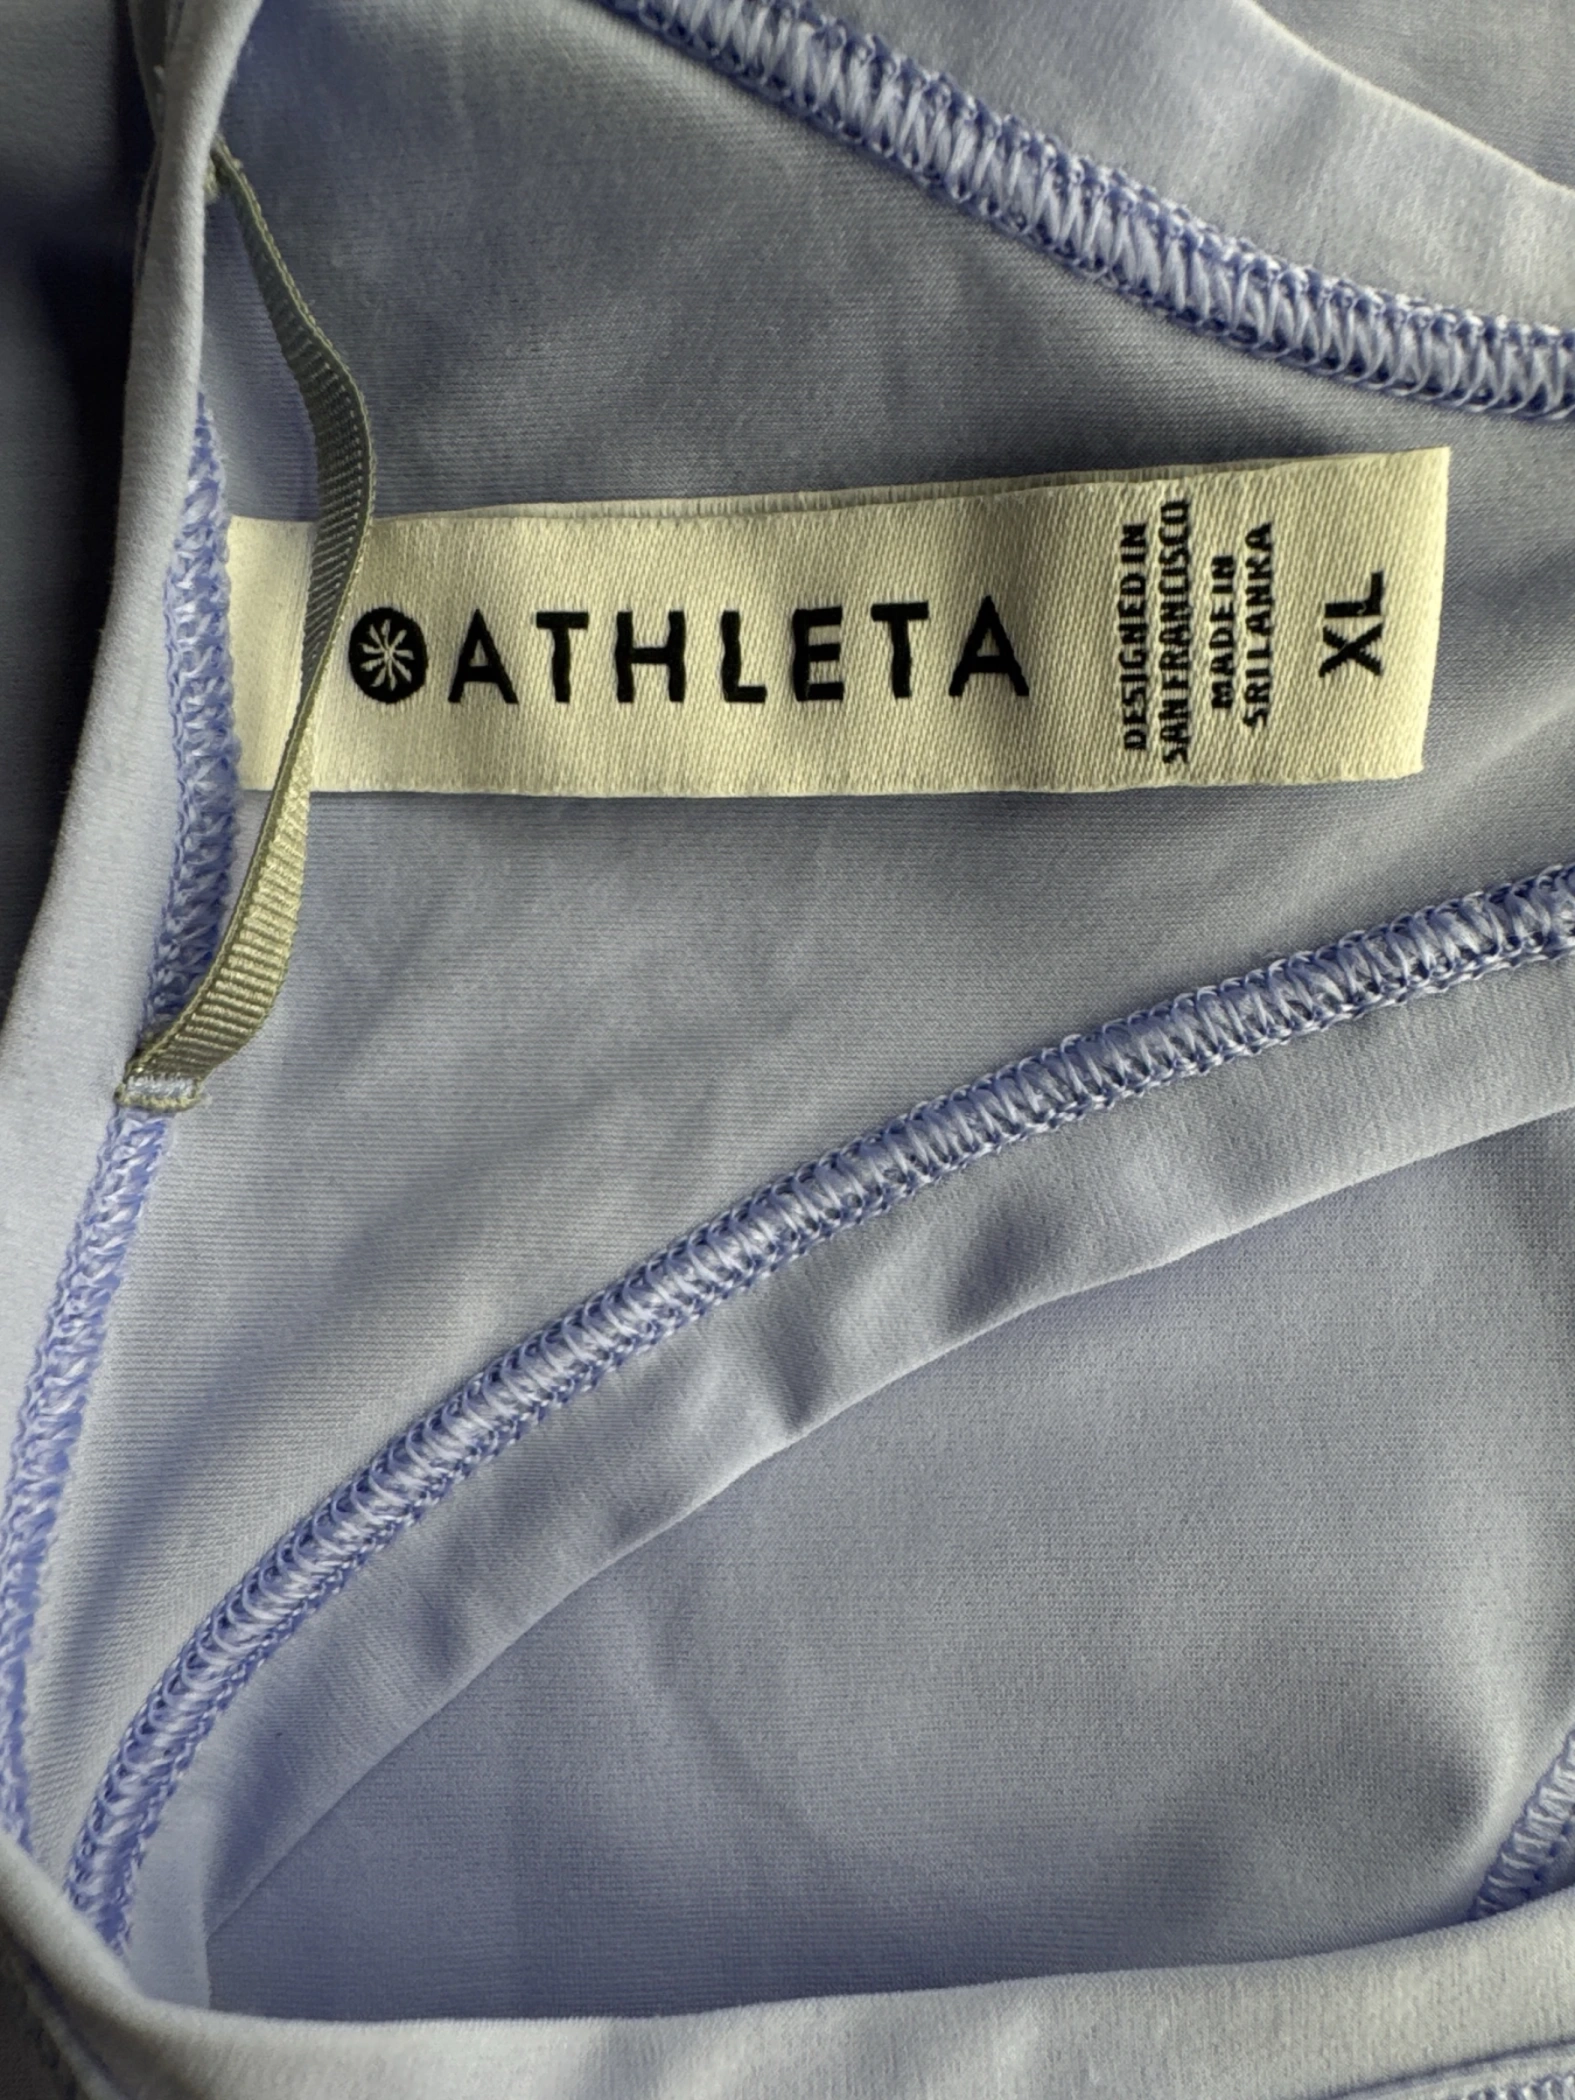 ATHLETA
DESIGNED IN
SAN FRANCISCO
MADE IN
SRI LANKA
XL